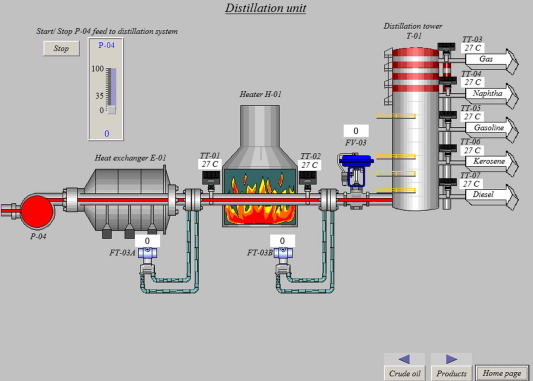 Distillation unit
Start/ Stop P-04 feed to distillation system
Stop
P-04
100
35
0
0
Distillation tower
T-01
TT-03
27 C
Gas
TT-04
27 C
Naphtha
TT-05
27 C
Gasoline
TT-06
27 C
Kerosene
TT-07
27 C
Diesel
Heater H-01
0
FV-03
Heat exchanger E-01
TT-01
27 C
TT-02
27 C
P-04
0
FT-03A
0
FT-03B
Crude oil
Products
Home page